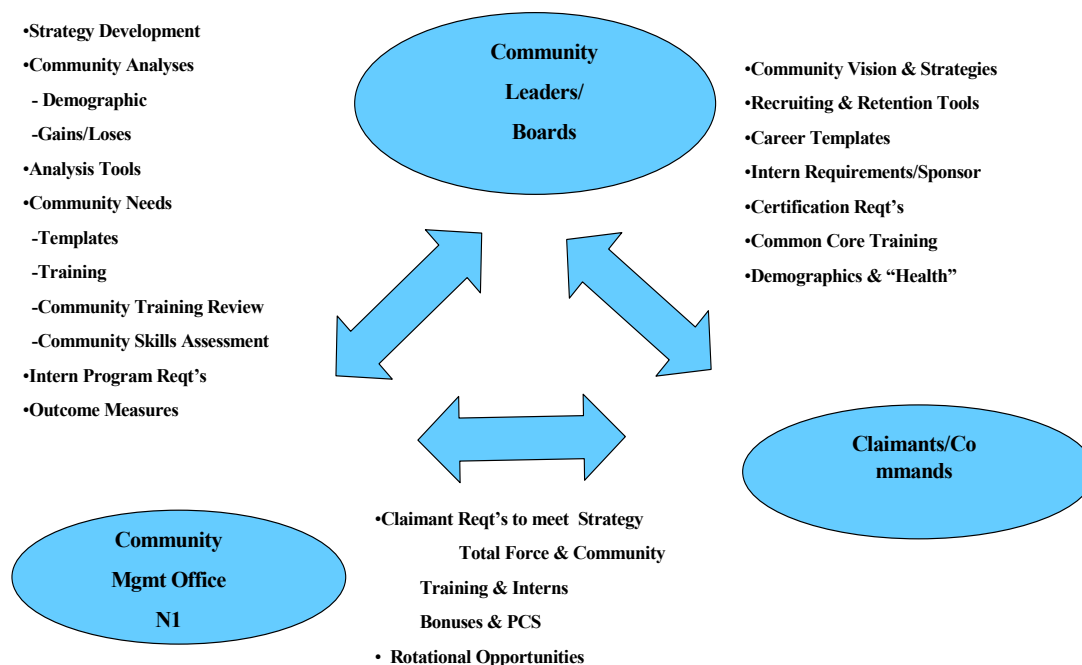 •Strategy Development
•Community Analyses
- Demographic
-Gains/Loses
•Analysis Tools
•Community Needs
-Templates
-Training
-Community Training Review
-Community Skills Assessment
•Intern Program Reqt's
•Outcome Measures
Community
Leaders/
Boards
•Community Vision & Strategies
•Recruiting & Retention Tools
•Career Templates
•Intern Requirements/Sponsor
•Certification Reqt's
•Common Core Training
•Demographics & “Health”
Claimants/Co
mmands
Community
Mgmt Office
N1
•Claimant Reqt's to meet Strategy
Total Force & Community
Training & Interns
Bonuses & PCS
• Rotational Opportunities